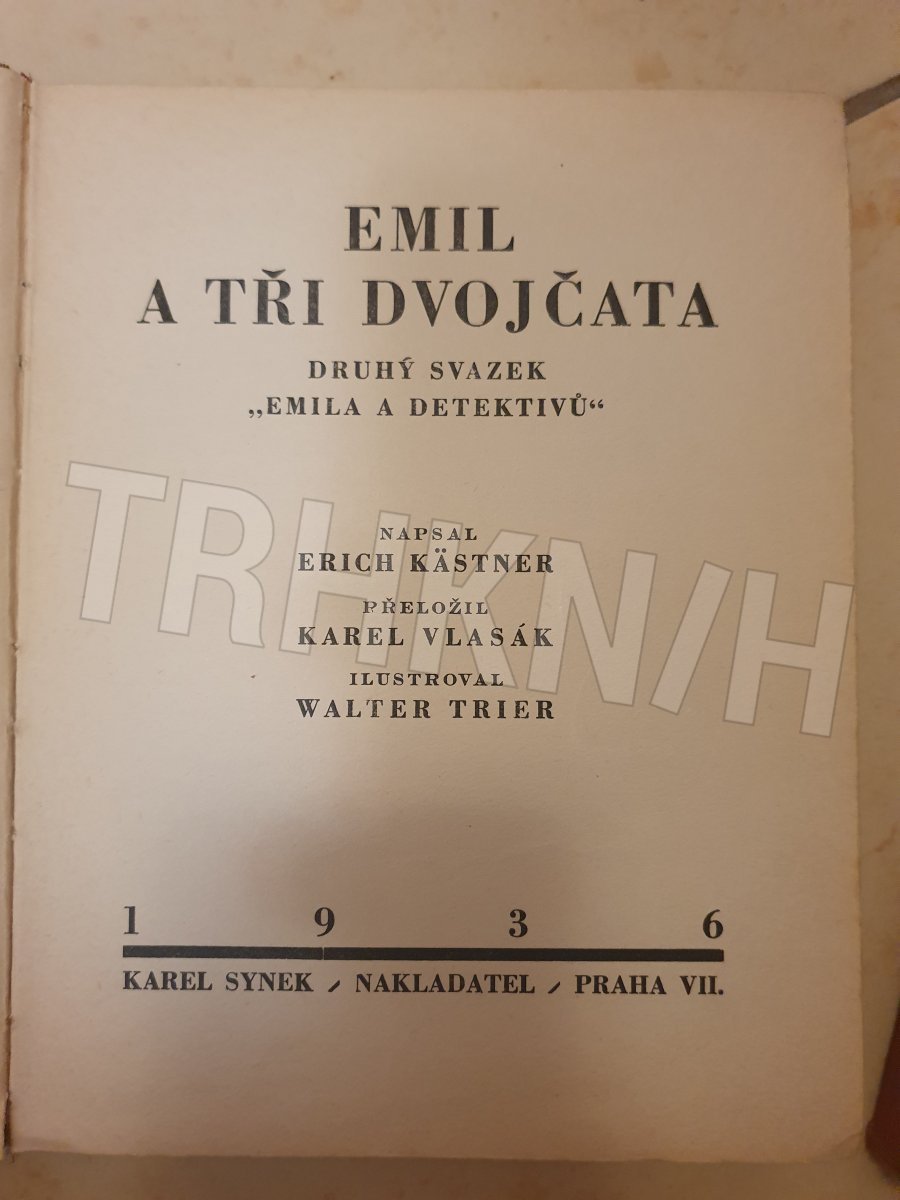 EMIL
A TŘI DVOJČATA
DRUHÝ SVAZEK
„EMILA A DETEKTIVŮ“
NAPSAL
ERICH KÄSTNER
PŘELOŽIL
KAREL VLASÁK
ILUSTROVAL
WALTER TRIER
TRHKN/H
1 9 3 6
KAREL SYNEK / NAKLADATEL / PRAHA VII.